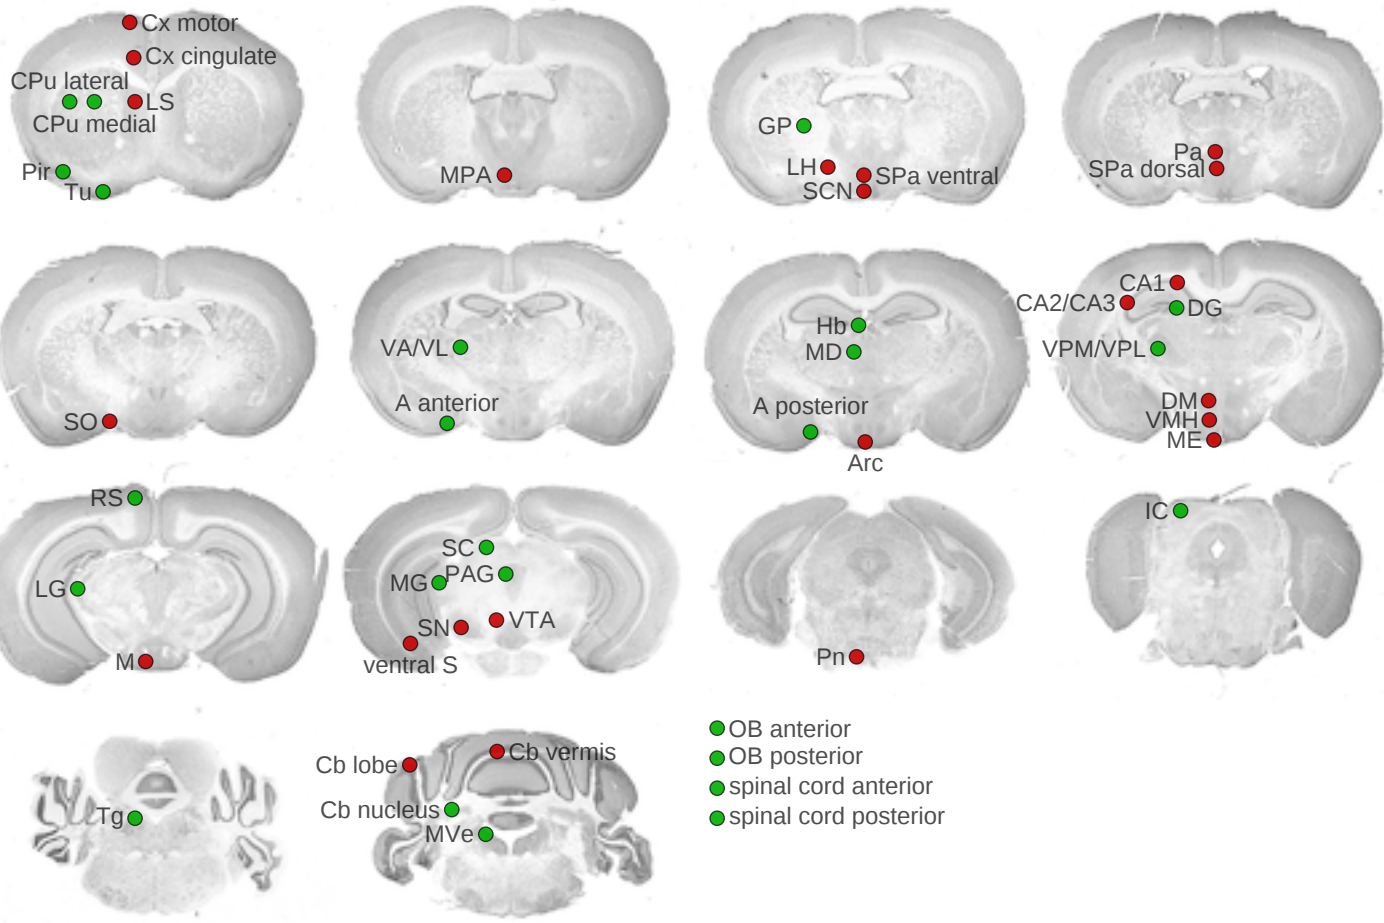 Cx motor
Cx cingulate
CPu lateral
LS
CPu medial
Pir
Tu
MPA
GP
LH
SPa ventral
SCN
Pa
SPa dorsal
SO
VA/VL
A anterior
Hb
MD
A posterior
Arc
CA1
CA2/CA3
DG
VPM/VPL
DM
VMH
ME
RS
LG
M
SC
MG
PAG
SN
VTA
ventral S
Pn
IC
Tg
Cb lobe
Cb vermis
Cb nucleus
MVe
OB anterior
OB posterior
spinal cord anterior
spinal cord posterior